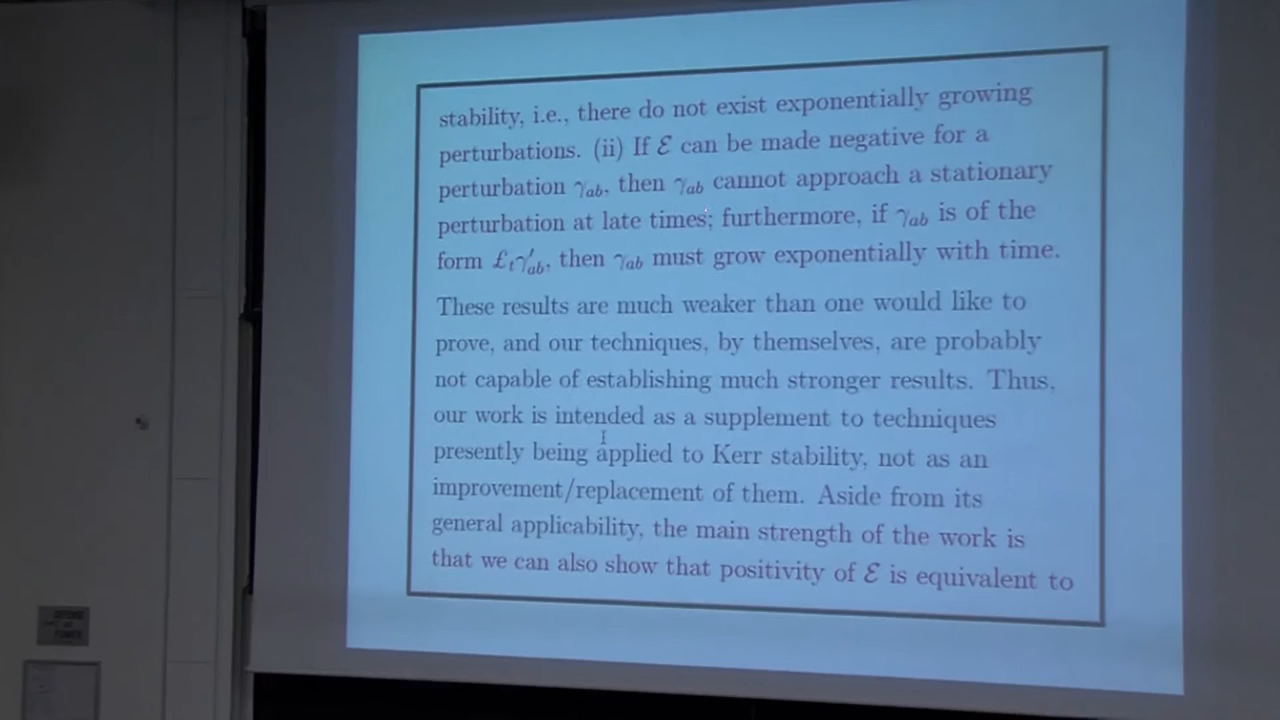 stability, i.e., there do not exist exponentially growing
perturbations. (ii) If ℰ can be made negative for a
perturbation γ_ab, then γ_ab cannot approach a stationary
perturbation at late times; furthermore, if γ_ab is of the
form £_tγ′_ab, then γ_ab must grow exponentially with time.
These results are much weaker than one would like to
prove, and our techniques, by themselves, are probably
not capable of establishing much stronger results. Thus,
our work is intended as a supplement to techniques
presently being applied to Kerr stability, not as an
improvement/replacement of them. Aside from its
general applicability, the main strength of the work is
that we can also show that positivity of ℰ is equivalent to
DEFENSE
DE
FUMER